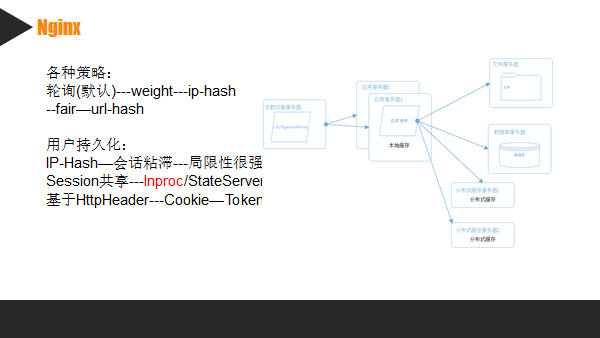 Nginx
各种策略：
轮询(默认)---weight---ip-hash
--fair—url-hash
用户持久化：
IP-Hash—会话粘滞---局限性很强
Session共享---Inproc/StateServer
基于HttpHeader---Cookie—Token
负载均衡服务器
应用服务器2
应用服务器1
应用程序
本地缓存
文件服务器
文件
数据库服务器
数据库
分布式缓存服务器1
分布式缓存
分布式缓存服务器2
分布式缓存